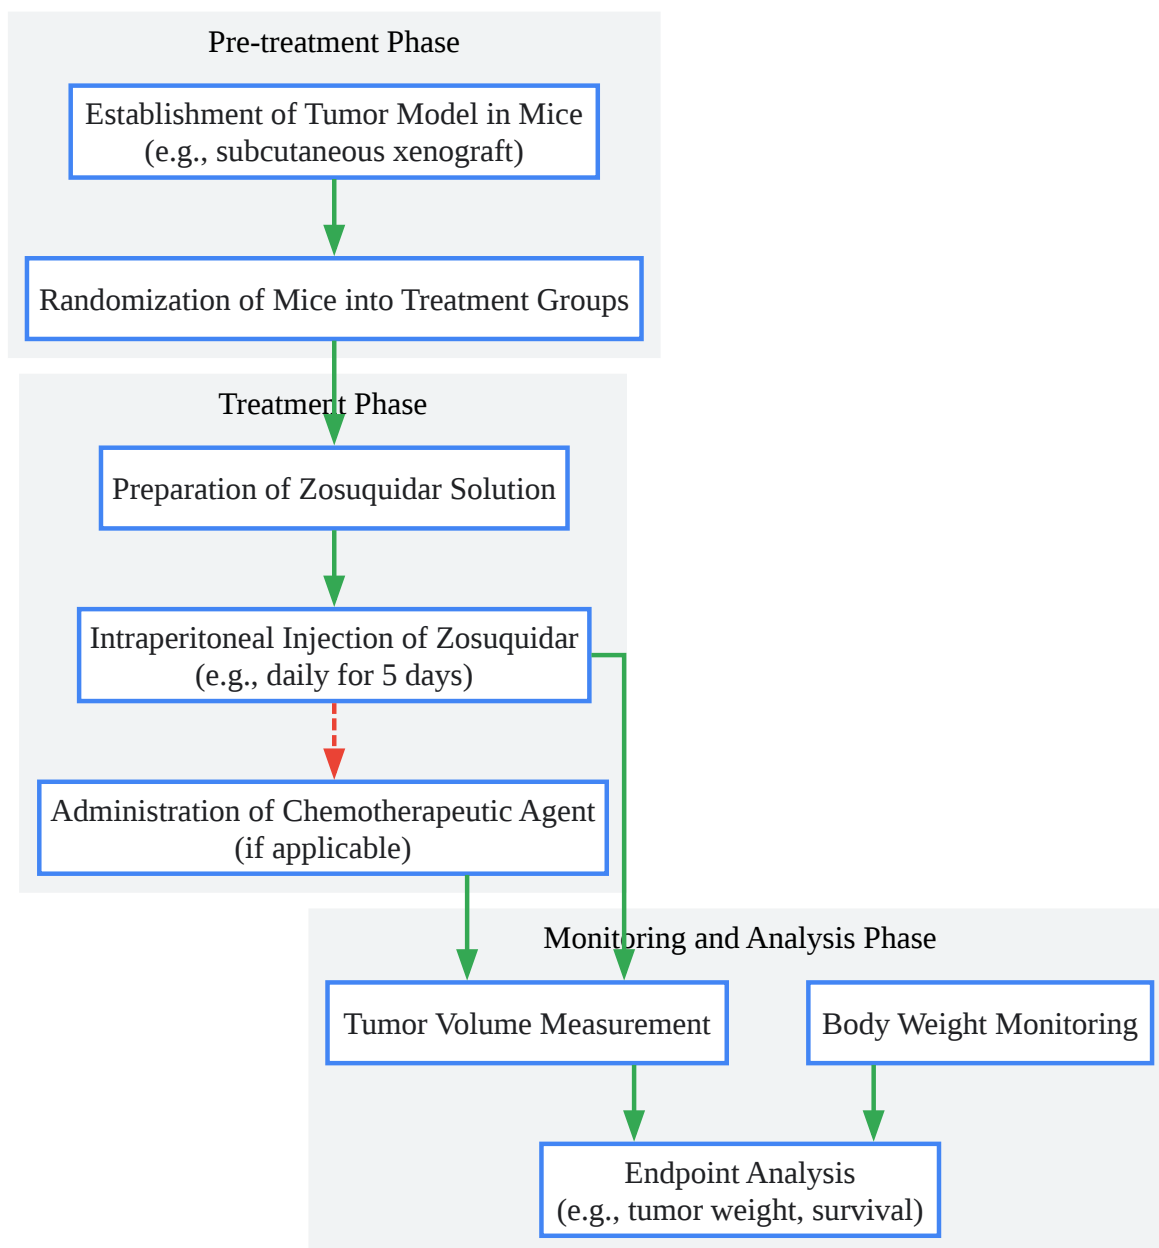 Pre-treatment Phase
Establishment of Tumor Model in Mice
(e.g., subcutaneous xenograft)
Randomization of Mice into Treatment Groups
Treatment Phase
Preparation of Zosuquidar Solution
Intraperitoneal Injection of Zosuquidar
(e.g., daily for 5 days)
Administration of Chemotherapeutic Agent
(if applicable)
Monitoring and Analysis Phase
Tumor Volume Measurement
Body Weight Monitoring
Endpoint Analysis
(e.g., tumor weight, survival)